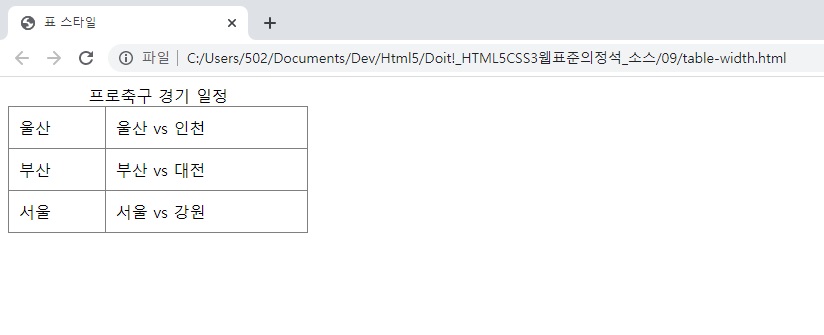 표 스타일
파일 C:/Users/502/Documents/Dev/Html5/Doit!_HTML5CSS3웹표준의정석_소스/09/table-width.html
프로축구 경기 일정
울산 울산 vs 인천
부산 부산 vs 대전
서울 서울 vs 강원